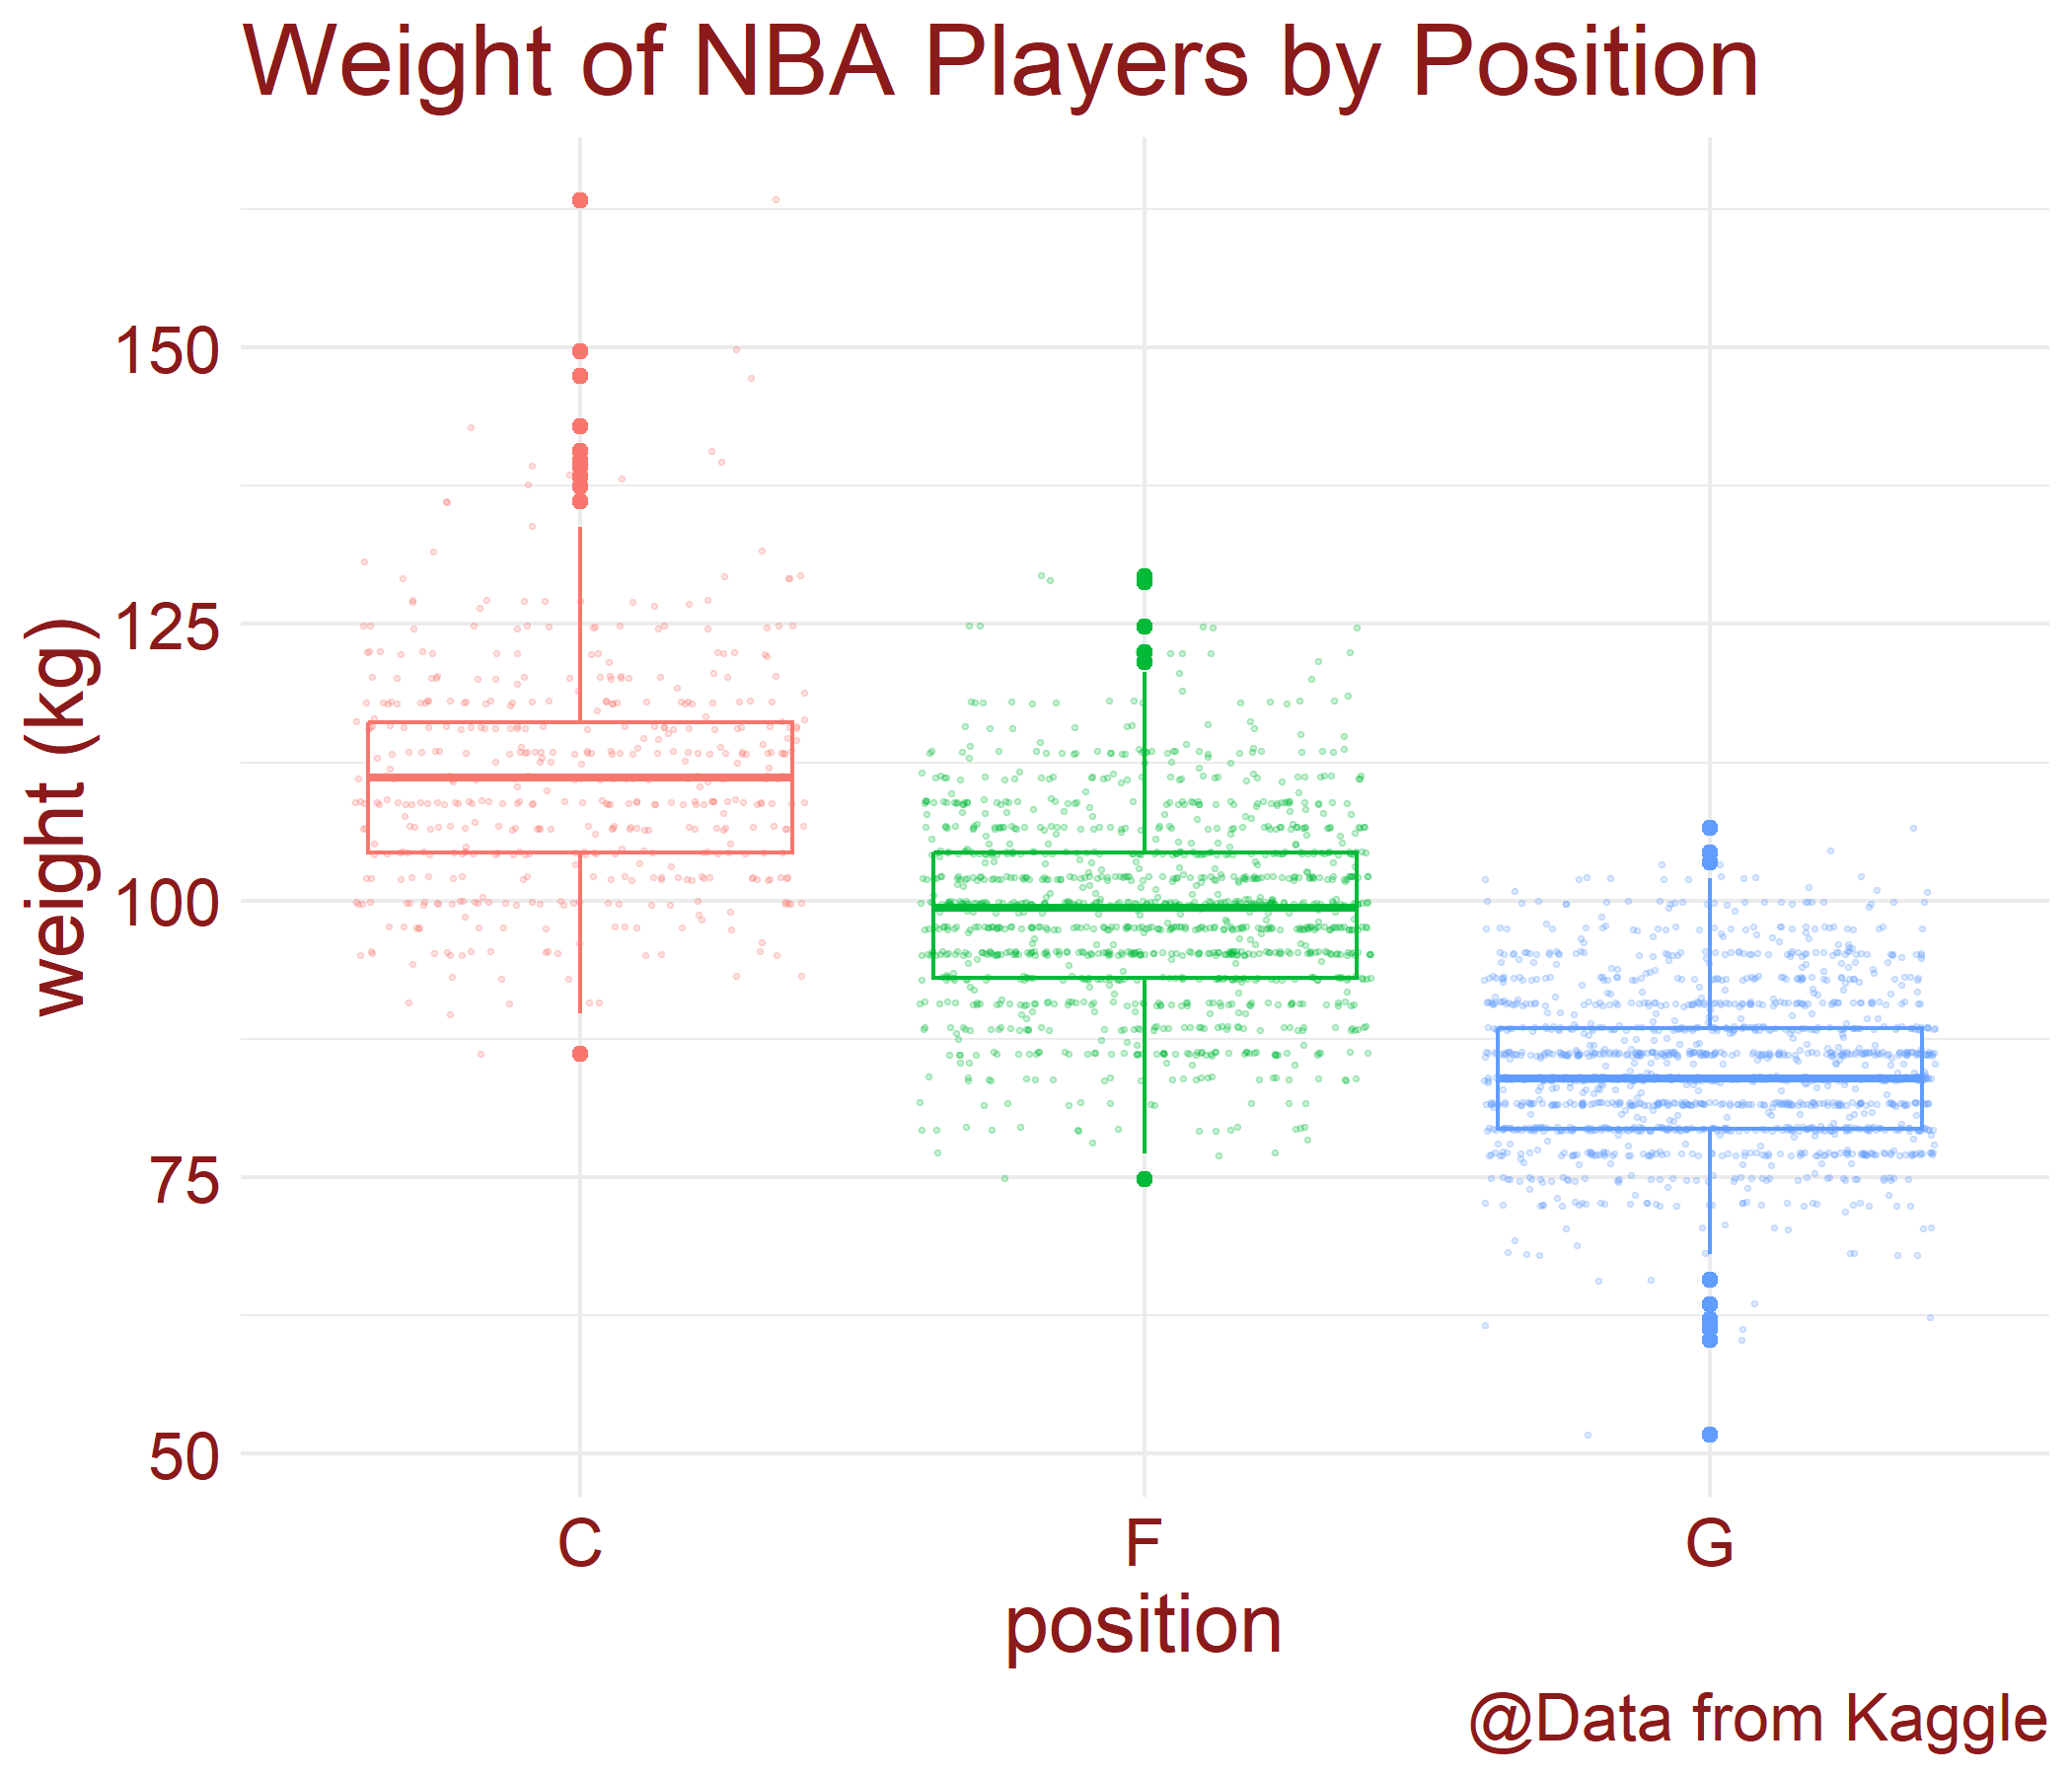 Weight of NBA Players by Position
weight (kg)
150
125
100
75
50
C F G
position
@Data from Kaggle